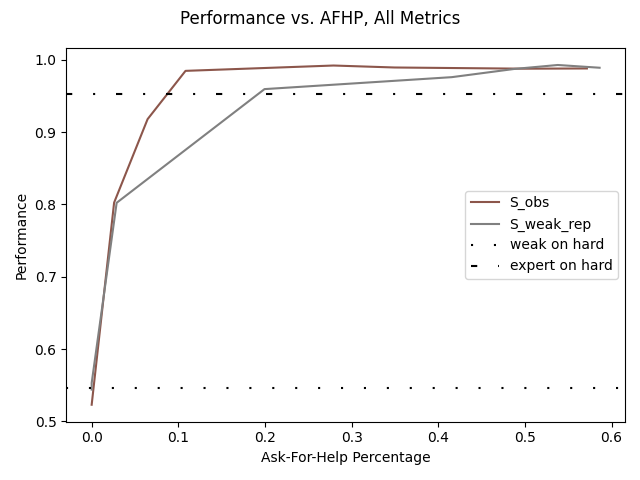 Performance vs. AFHP, All Metrics
1.0
0.9
0.8
0.7
0.6
0.5
Performance
S_obs
S_weak_rep
weak on hard
expert on hard
0.0 0.1 0.2 0.3 0.4 0.5 0.6
Ask-For-Help Percentage